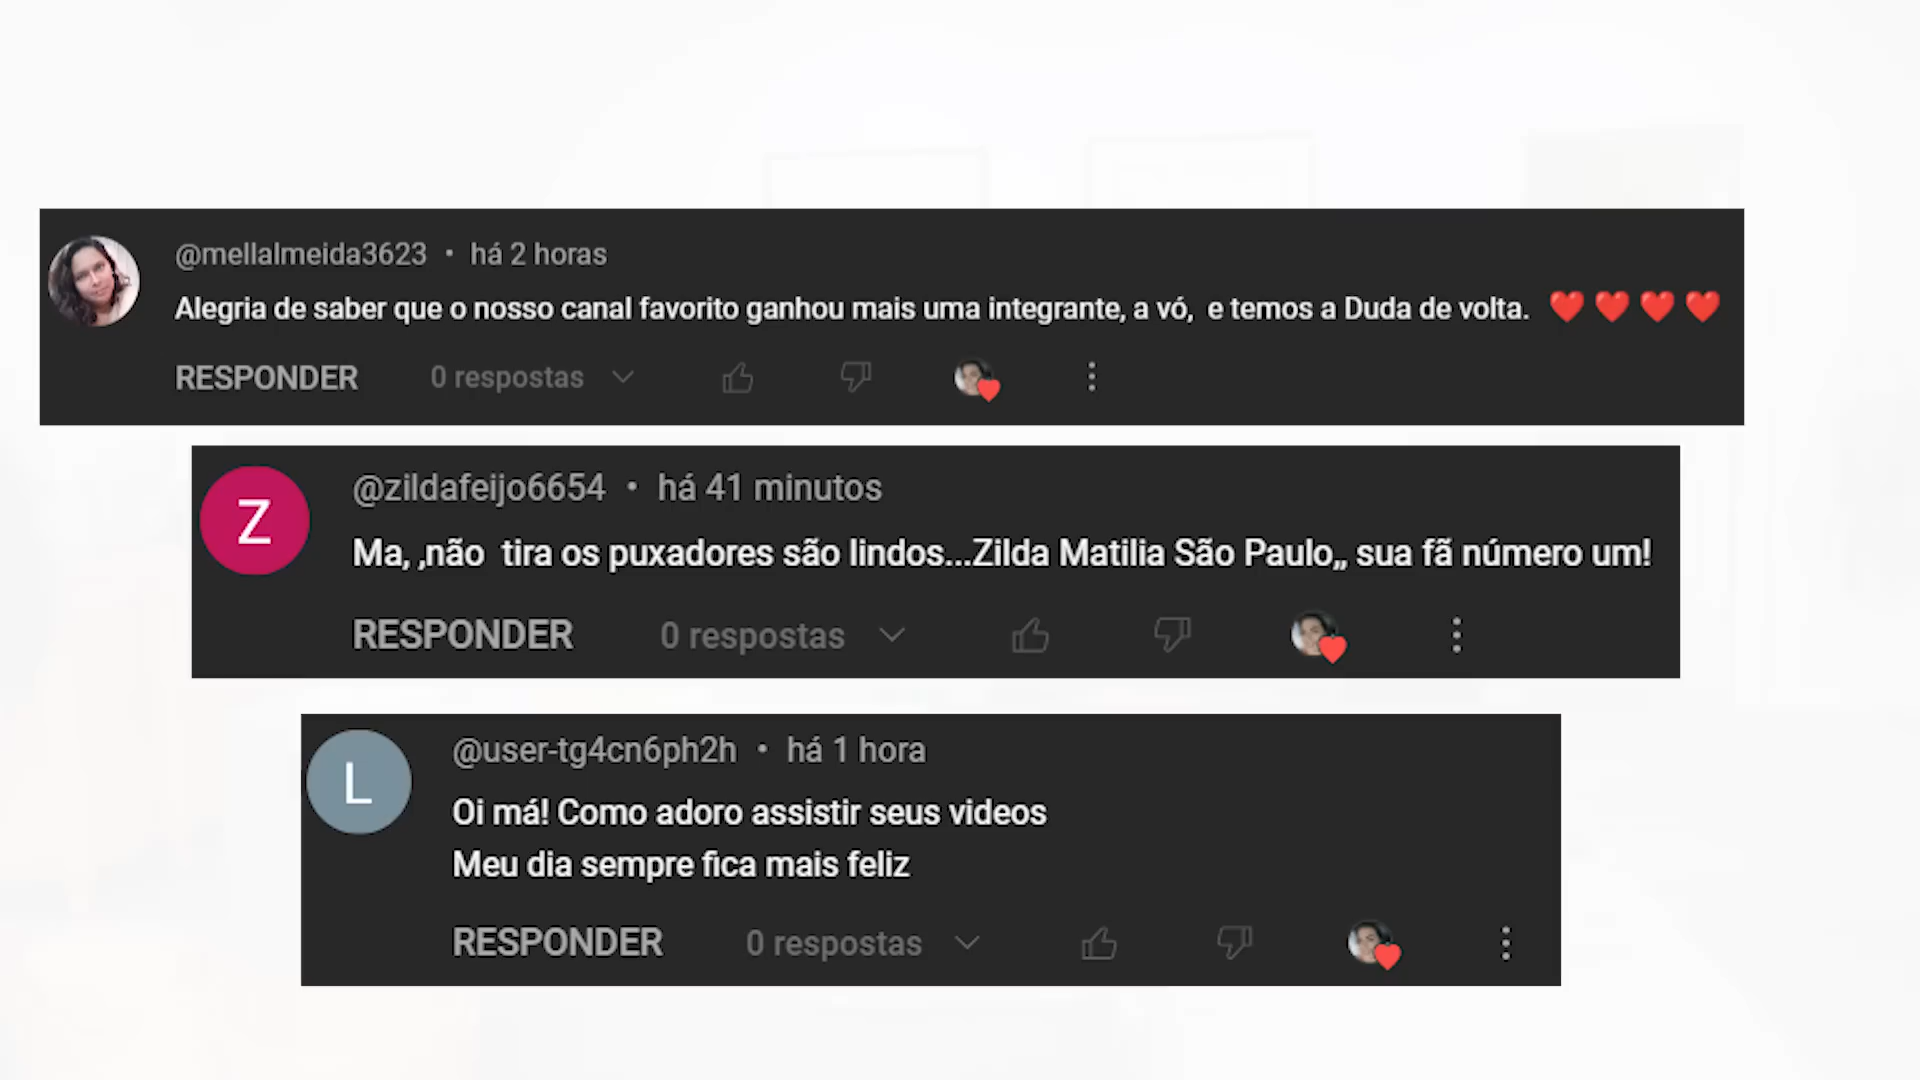 @mellalmeida3623 • há 2 horas
Alegria de saber que o nosso canal favorito ganhou mais uma integrante, a vó,  e temos a Duda de volta. ❤️❤️❤️❤️
RESPONDER 0 respostas
Z
@zildafeijo6654 • há 41 minutos
Ma, ,não  tira os puxadores são lindos...Zilda Matilia São Paulo,, sua fã número um!
RESPONDER 0 respostas
L
@user-tg4cn6ph2h • há 1 hora
Oi má! Como adoro assistir seus videos
Meu dia sempre fica mais feliz
RESPONDER 0 respostas